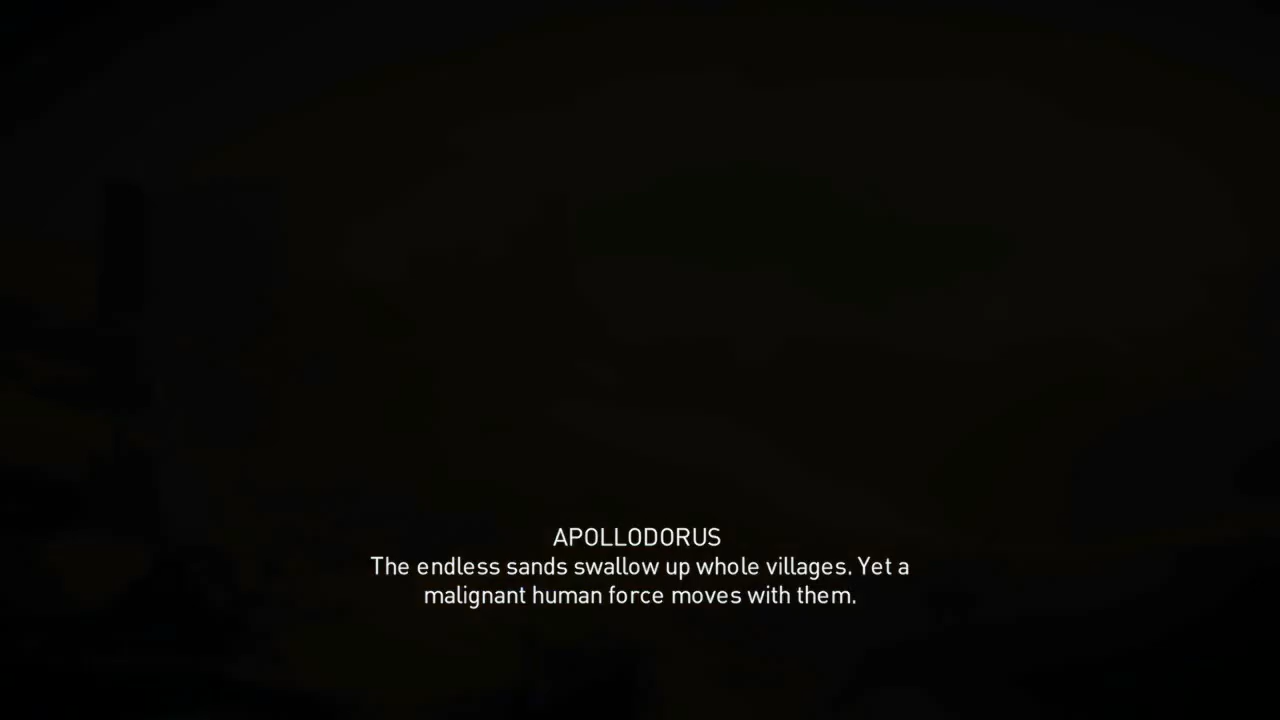 APOLLODORUS
The endless sands swallow up whole villages. Yet a
malignant human force moves with them.